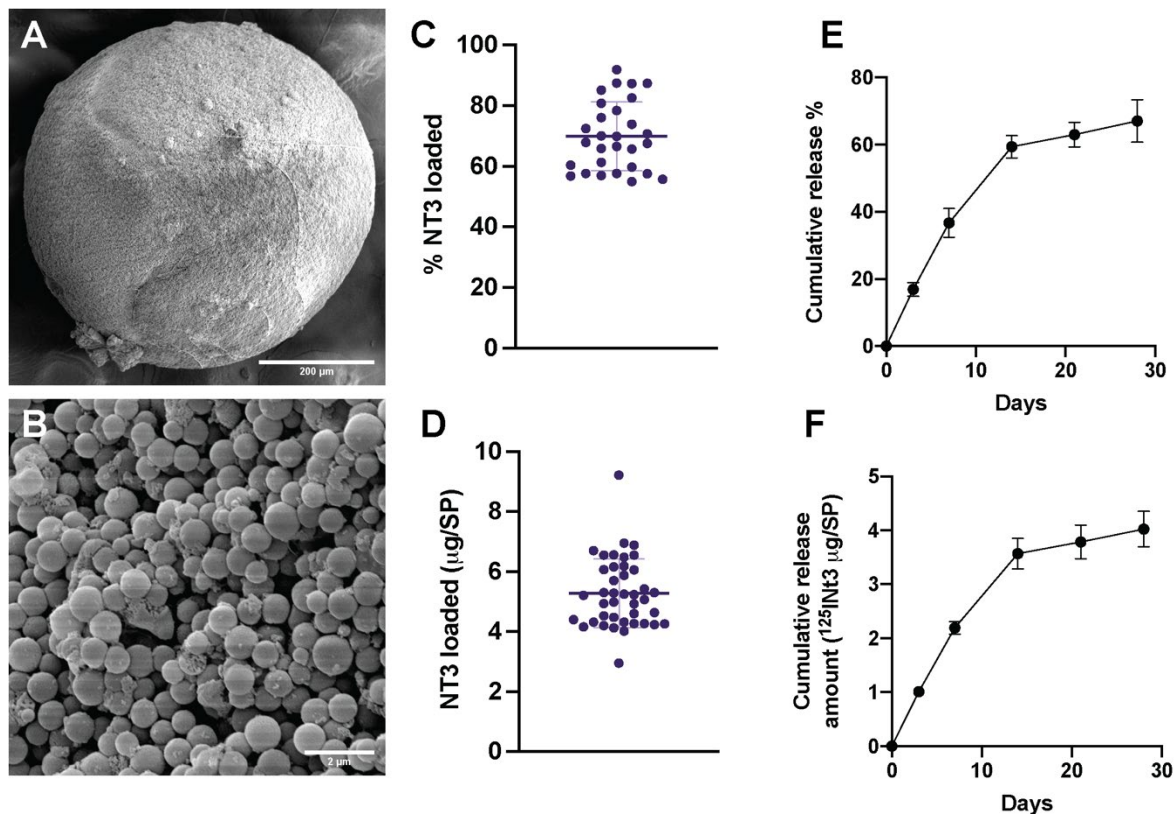 A
200 µm
B
2 µm
C
% NT3 loaded
100
80
60
40
20
0
D
NT3 loaded (µg/SP)
10
8
6
4
2
0
E
Cumulative release %
80
60
40
20
0
0 10 20 30
Days
F
Cumulative release
amount (¹²⁵INt3 µg/SP)
5
4
3
2
1
0
0 10 20 30
Days